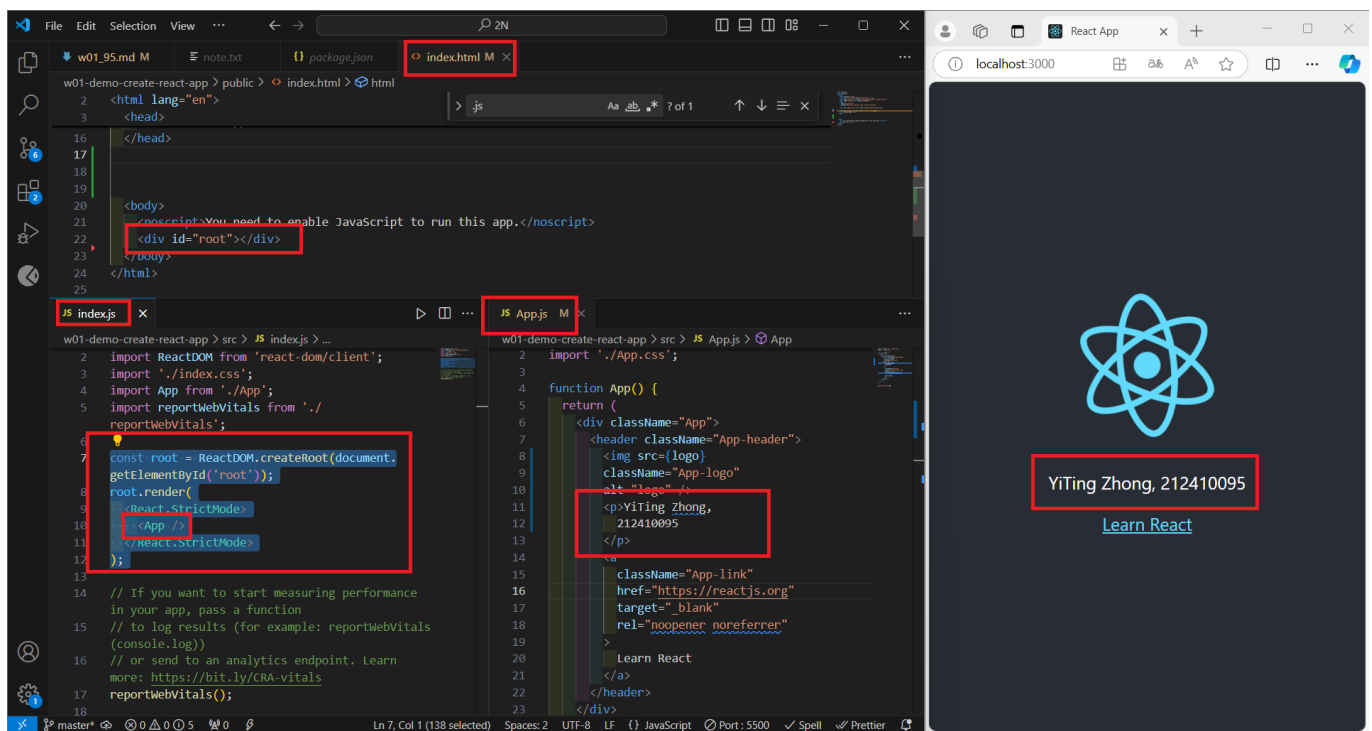 File Edit Selection View ··· ← → 2N
w01_95.md M note.txt {} package.json <> index.html M × ···
w01-demo-create-react-app > public > <> index.html > html
> .js Aa ab .* ? of 1 ↑ ↓ ×
2 <html lang="en">
3 <head>
16 </head>
17
18
19
20 <body>
21 <noscript>You need to enable JavaScript to run this app.</noscript>
22 <div id="root"></div>
23 </body>
24 </html>
25
JS index.js × ···
w01-demo-create-react-app > src > JS index.js > ...
2 import ReactDOM from 'react-dom/client';
3 import './index.css';
4 import App from './App';
5 import reportWebVitals from './
reportWebVitals';
6
7 const root = ReactDOM.createRoot(document.
getElementById('root'));
8 root.render(
9 <React.StrictMode>
10 <App />
11 </React.StrictMode>
12 );
13
14 // If you want to start measuring performance
in your app, pass a function
15 // to log results (for example: reportWebVitals
(console.log))
16 // or send to an analytics endpoint. Learn
more: https://bit.ly/CRA-vitals
17 reportWebVitals();
18
JS App.js M × ···
w01-demo-create-react-app > src > JS App.js > App
2 import './App.css';
3
4 function App() {
5 return (
6 <div className="App">
7 <header className="App-header">
8 <img src={logo}
9 className="App-logo"
10 alt="logo" />
11 <p>YiTing Zhong,
12 212410095
13 </p>
14 <a
15 className="App-link"
16 href="https://reactjs.org"
17 target="_blank"
18 rel="noopener noreferrer"
19 >
20 Learn React
21 </a>
22 </header>
23 </div>
6
2
1
master* 0 0 5 0 Ln 7, Col 1 (138 selected) Spaces: 2 UTF-8 LF {} JavaScript Port : 5500 Spell Prettier
React App
localhost:3000
YiTing Zhong, 212410095
Learn React